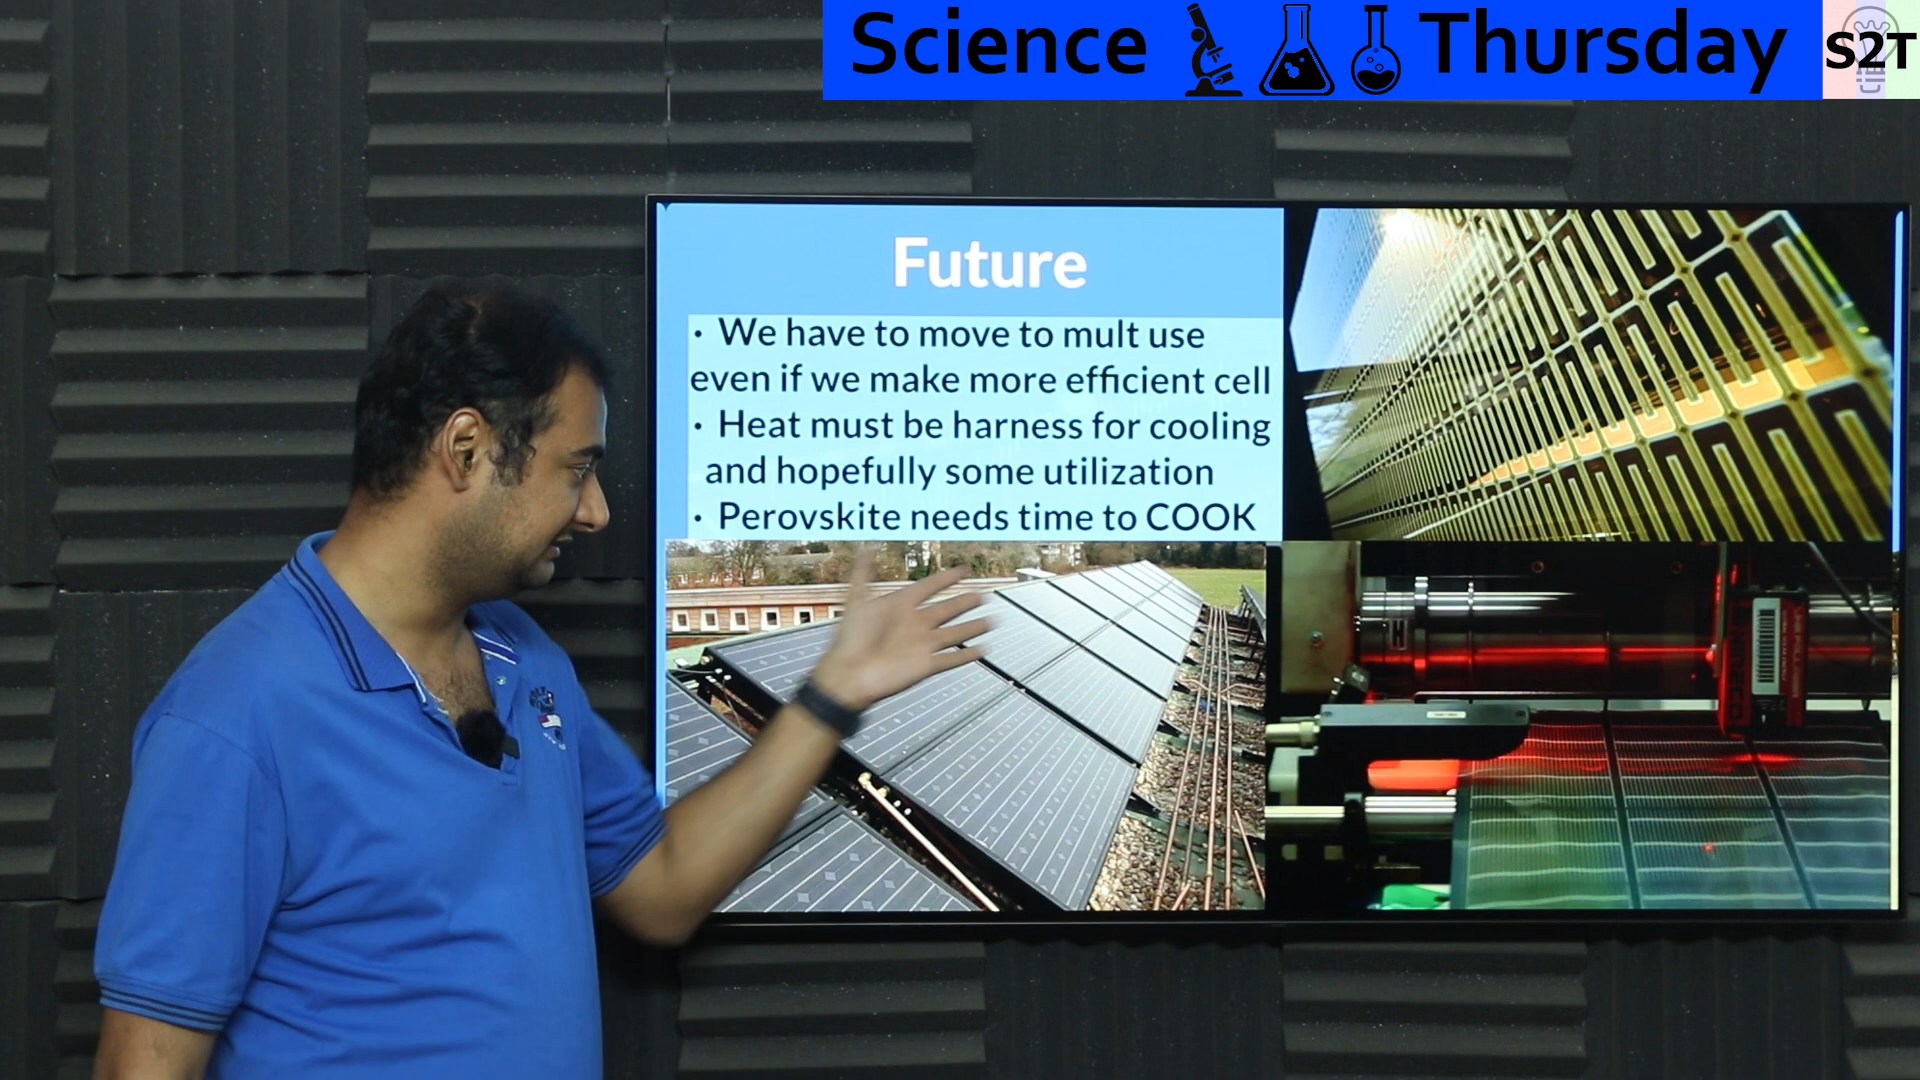 Science Thursday
S2T
Future
• We have to move to mult use
even if we make more efficient cell
• Heat must be harness for cooling
and hopefully some utilization
• Perovskite needs time to COOK